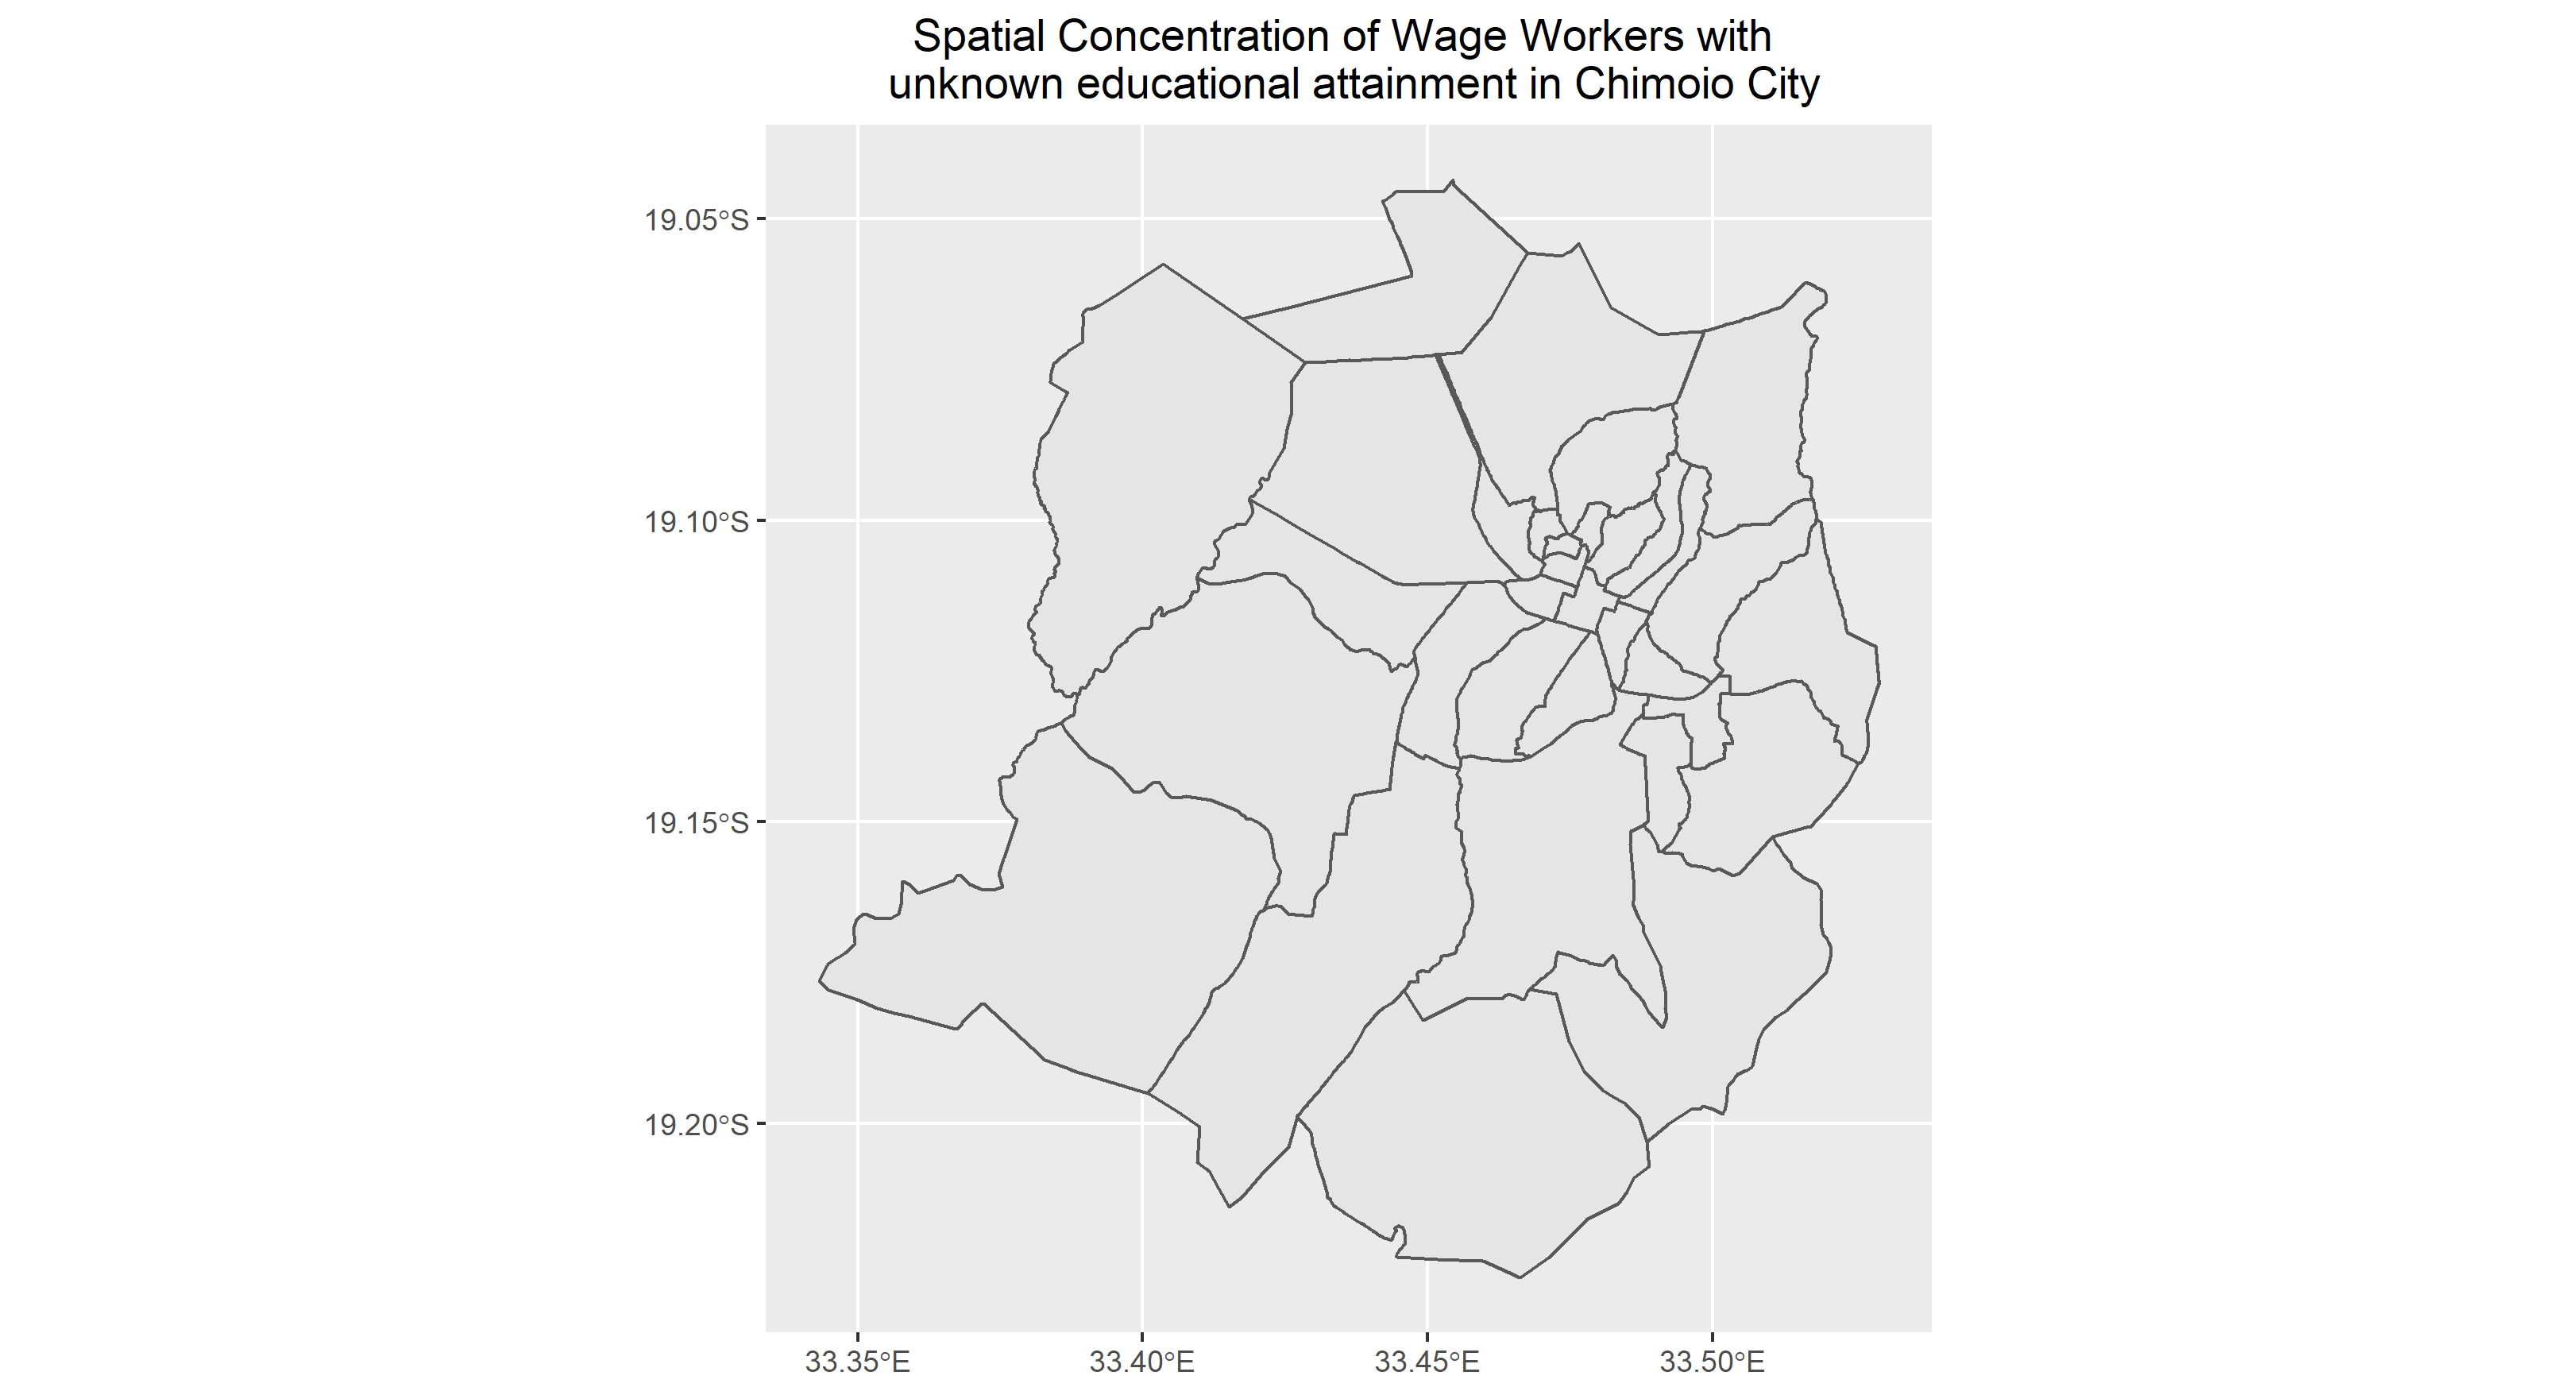 Spatial Concentration of Wage Workers with
unknown educational attainment in Chimoio City
19.05°S
19.10°S
19.15°S
19.20°S
33.35°E
33.40°E
33.45°E
33.50°E